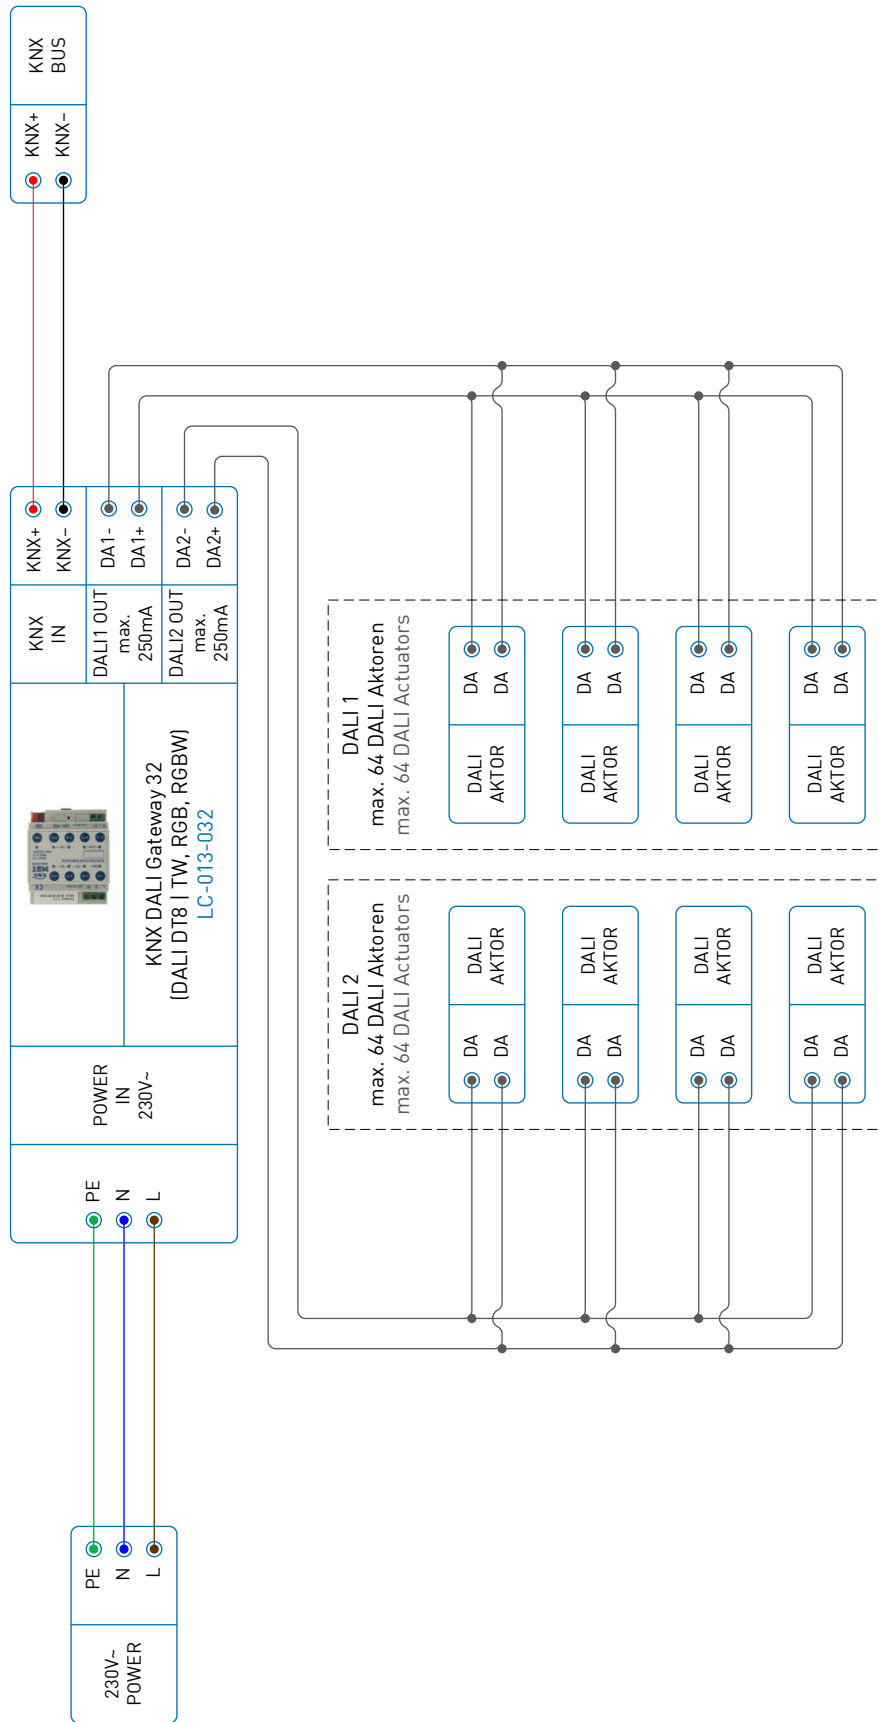 230V~
POWER
PE
N
L
PE
N
L
POWER
IN
230V~
KNX DALI Gateway 32
(DALI DT8 | TW, RGB, RGBW)
LC-013-032
KNX
IN
DALI1 OUT
max.
250mA
DALI2 OUT
max.
250mA
KNX+
KNX−
DA1-
DA1+
DA2-
DA2+
KNX+
KNX−
KNX
BUS
DALI 2
max. 64 DALI Aktoren
max. 64 DALI Actuators
DA
DA
DALI
AKTOR
DA
DA
DALI
AKTOR
DA
DA
DALI
AKTOR
DA
DA
DALI
AKTOR
DALI 1
max. 64 DALI Aktoren
max. 64 DALI Actuators
DALI
AKTOR
DA
DA
DALI
AKTOR
DA
DA
DALI
AKTOR
DA
DA
DALI
AKTOR
DA
DA